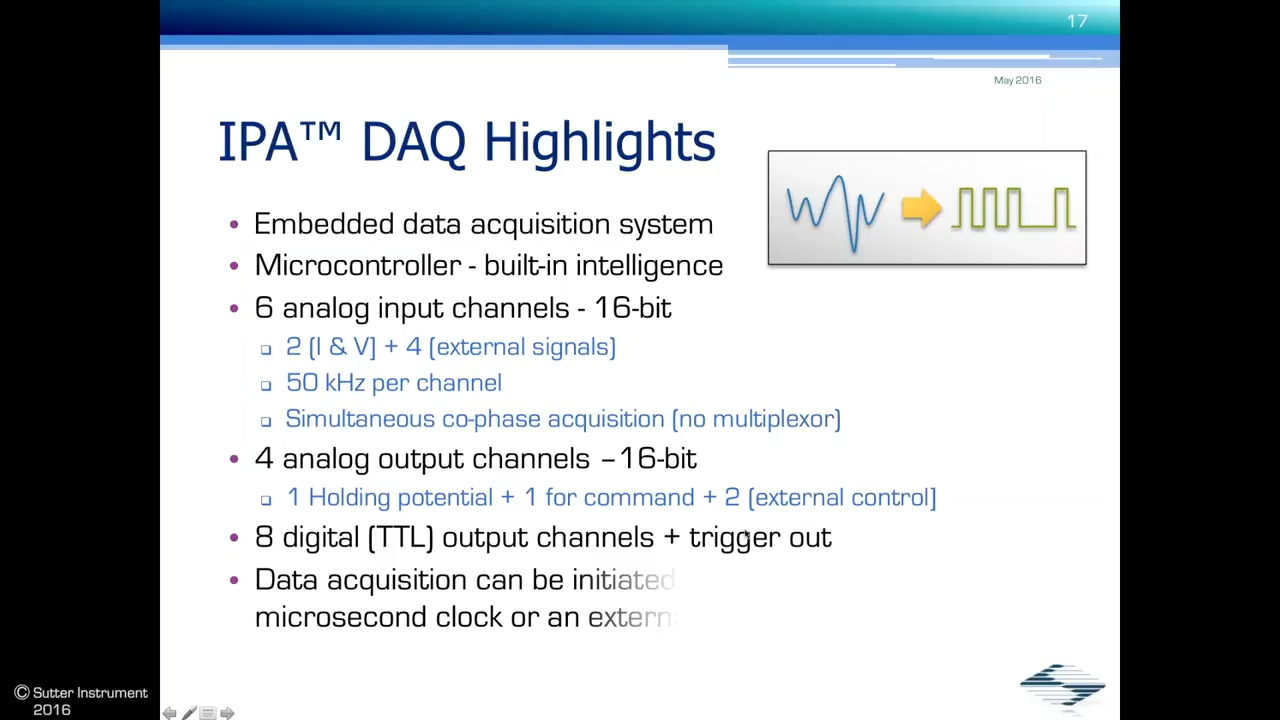 17
May 2016
IPA™ DAQ Highlights
• Embedded data acquisition system
• Microcontroller - built-in intelligence
• 6 analog input channels - 16-bit
❑ 2 (I & V) + 4 (external signals)
❑ 50 kHz per channel
❑ Simultaneous co-phase acquisition (no multiplexor)
• 4 analog output channels –16-bit
❑ 1 Holding potential + 1 for command + 2 (external control)
• 8 digital (TTL) output channels + trigger out
• Data acquisition can be initiated
microsecond clock or an extern
© Sutter Instrument
2016